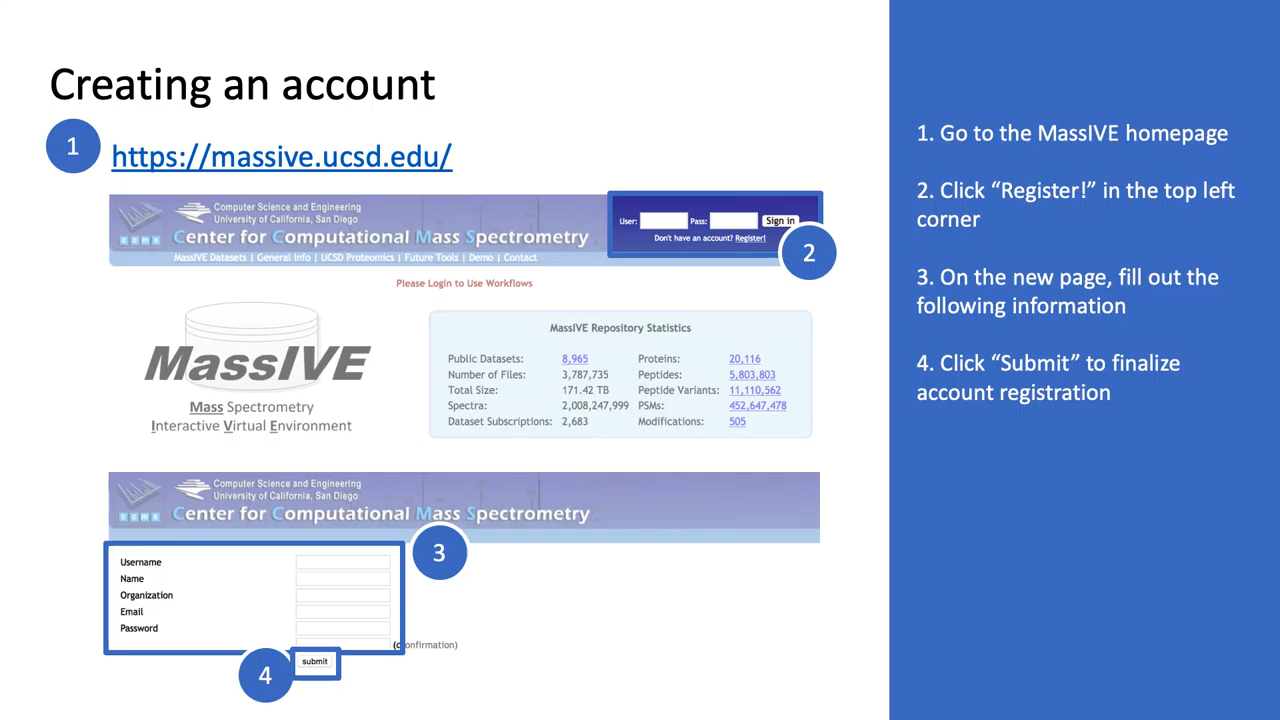 Creating an account
1
https://massive.ucsd.edu/
Computer Science and Engineering
University of California, San Diego
Center for Computational Mass Spectrometry
ccms
MassIVE Datasets | General Info | UCSD Proteomics | Future Tools | Demo | Contact
User: Pass: Sign in
Don't have an account? Register!
2
Please Login to Use Workflows
MassIVE
Mass Spectrometry
Interactive Virtual Environment
MassIVE Repository Statistics
Public Datasets: 8,965 Proteins: 20,116
Number of Files: 3,787,735 Peptides: 5,803,803
Total Size: 171.42 TB Peptide Variants: 11,110,562
Spectra: 2,008,247,999 PSMs: 452,647,478
Dataset Subscriptions: 2,683 Modifications: 505
Computer Science and Engineering
University of California, San Diego
Center for Computational Mass Spectrometry
ccms
3
Username
Name
Organization
Email
Password
(confirmation)
submit
4
1. Go to the MassIVE homepage
2. Click “Register!” in the top left
corner
3. On the new page, fill out the
following information
4. Click “Submit” to finalize
account registration